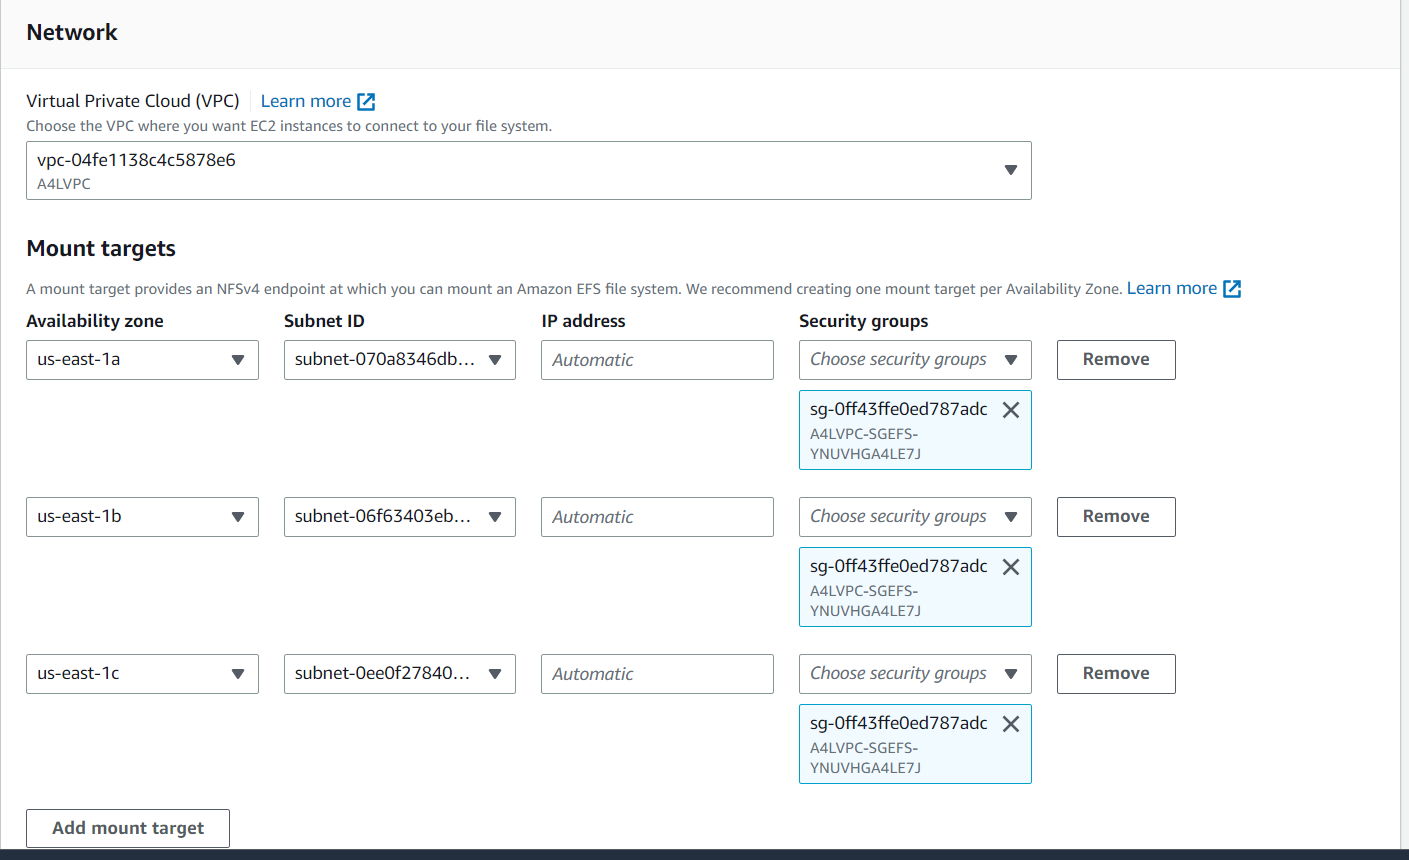 Network
Virtual Private Cloud (VPC) Learn more
Choose the VPC where you want EC2 instances to connect to your file system.
vpc-04fe1138c4c5878e6
A4LVPC
Mount targets
A mount target provides an NFSv4 endpoint at which you can mount an Amazon EFS file system. We recommend creating one mount target per Availability Zone. Learn more
Availability zone Subnet ID IP address Security groups
us-east-1a subnet-070a8346db... Automatic Choose security groups Remove
sg-0ff43ffe0ed787adc
A4LVPC-SGEFS-
YNUVHGA4LE7J
us-east-1b subnet-06f63403eb... Automatic Choose security groups Remove
sg-0ff43ffe0ed787adc
A4LVPC-SGEFS-
YNUVHGA4LE7J
us-east-1c subnet-0ee0f27840... Automatic Choose security groups Remove
sg-0ff43ffe0ed787adc
A4LVPC-SGEFS-
YNUVHGA4LE7J
Add mount target